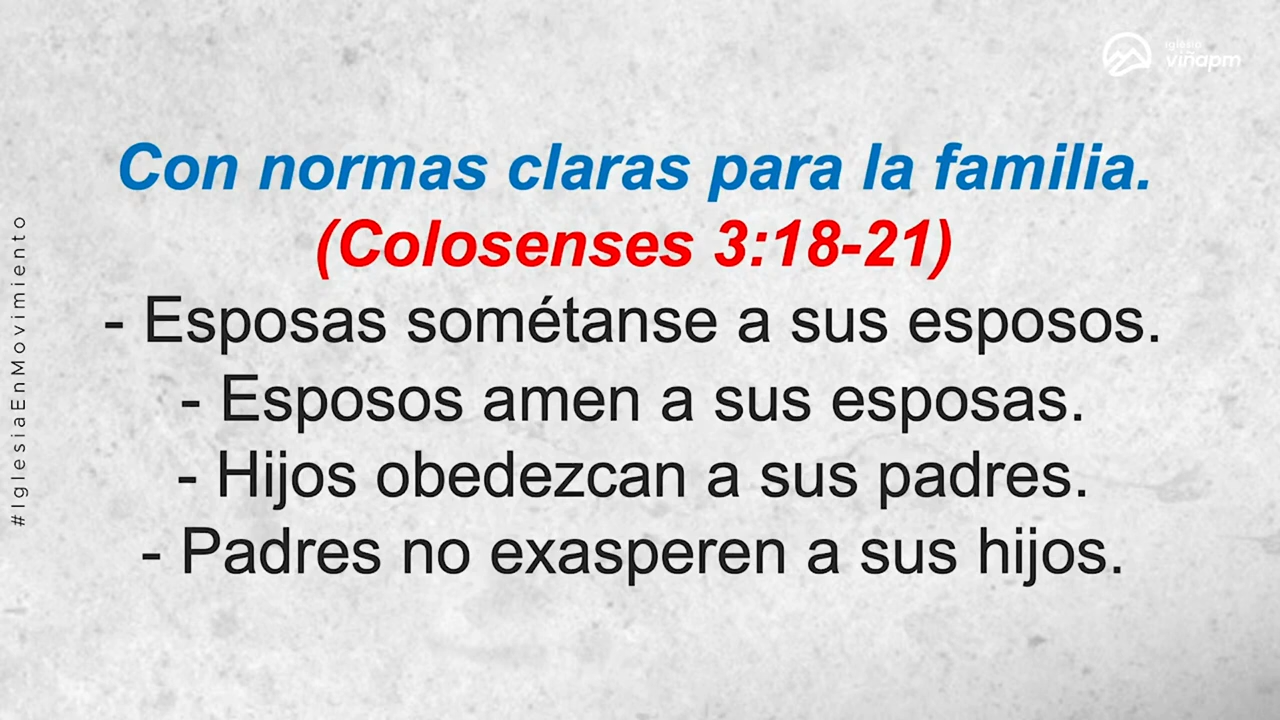 iglesia
viñapm
Con normas claras para la familia.
(Colosenses 3:18-21)
- Esposas sométanse a sus esposos.
- Esposos amen a sus esposas.
- Hijos obedezcan a sus padres.
- Padres no exasperen a sus hijos.
#IglesiaEnMovimiento